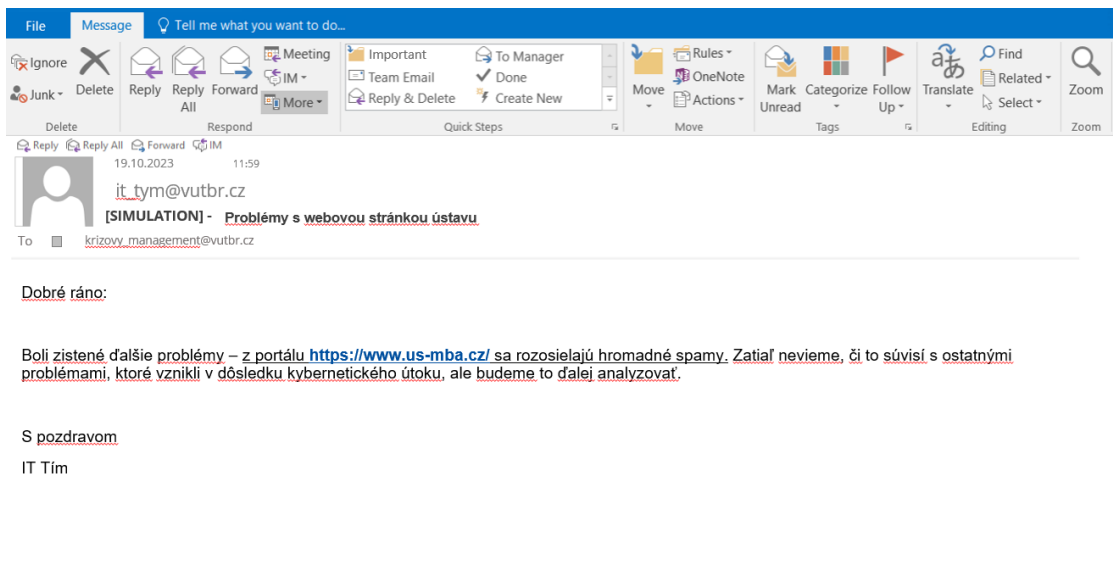 File Message Tell me what you want to do...
Ignore Delete Reply Reply All Forward Meeting
IM
Junk
More
Important To Manager
Team Email Done
Reply & Delete Create New
Move Rules
OneNote
Actions
Mark Unread Categorize Follow Up
Translate Find
Related
Select
Zoom
Delete Respond Quick Steps Move Tags Editing Zoom
Reply Reply All Forward IM
19.10.2023 11:59
it_tym@vutbr.cz
[SIMULATION] - Problémy s webovou stránkou ústavu
To krizovy_management@vutbr.cz
Dobré ráno:
Boli zistené ďalšie problémy – z portálu https://www.us-mba.cz/ sa rozosielajú hromadné spamy. Zatiaľ nevieme, či to súvisí s ostatnými
problémami, ktoré vznikli v dôsledku kybernetického útoku, ale budeme to ďalej analyzovať.
S pozdravom
IT Tím